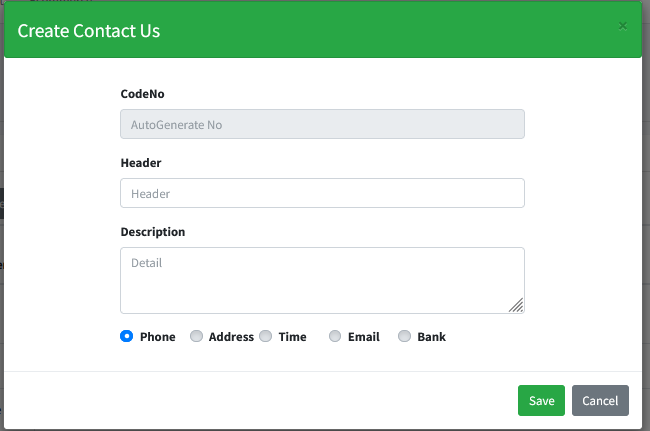 Create Contact Us
×
CodeNo
AutoGenerate No
Header
Header
Description
Detail
Phone Address Time Email Bank
Save Cancel